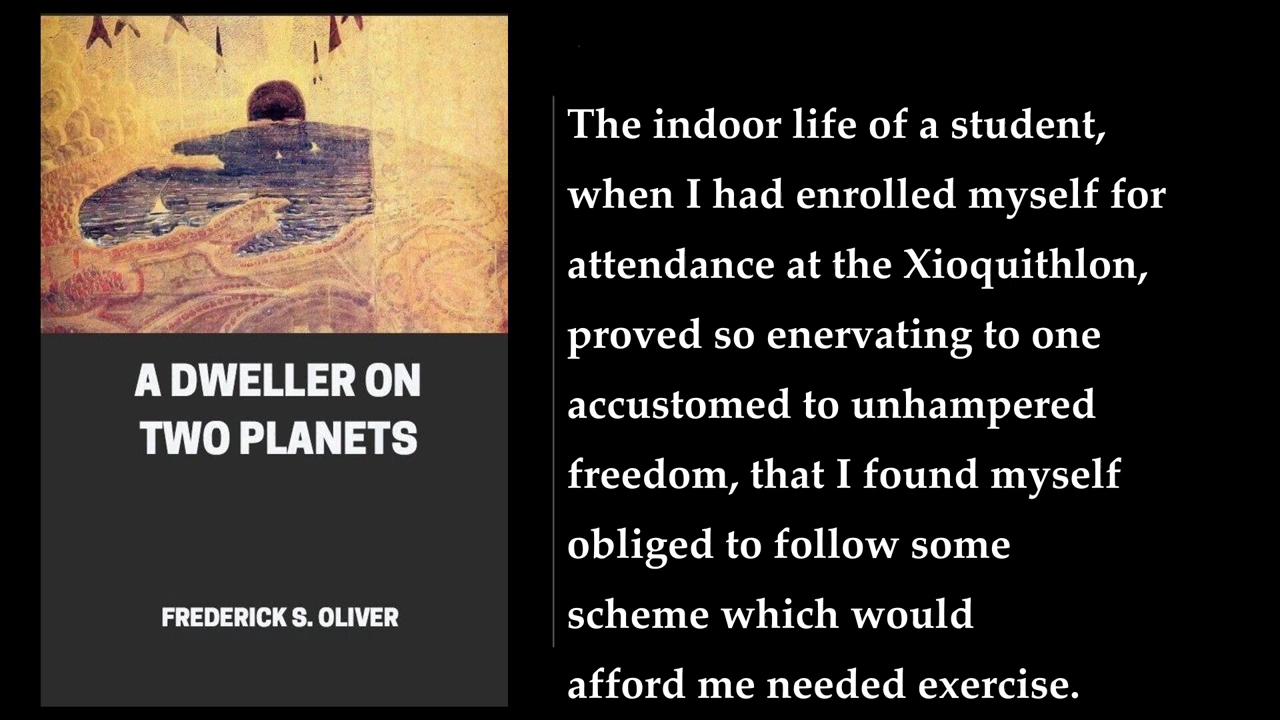 A DWELLER ON
TWO PLANETS
FREDERICK S. OLIVER
The indoor life of a student,
when I had enrolled myself for
attendance at the Xioquithlon,
proved so enervating to one
accustomed to unhampered
freedom, that I found myself
obliged to follow some
scheme which would
afford me needed exercise.